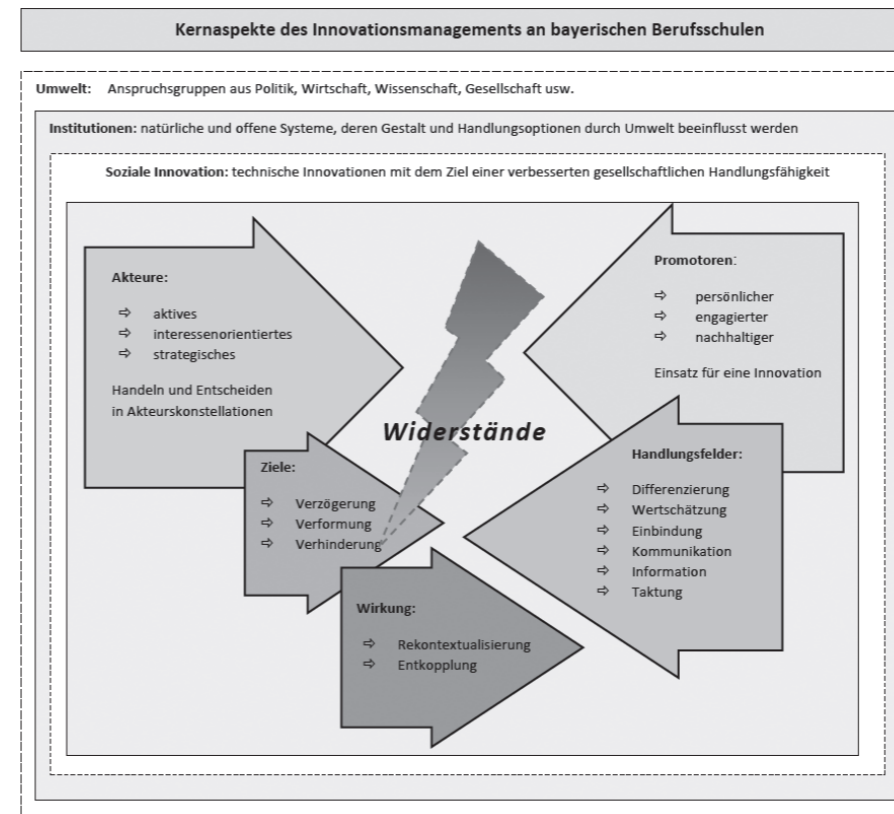 Kernaspekte des Innovationsmanagements an bayerischen Berufsschulen
Umwelt: Anspruchsgruppen aus Politik, Wirtschaft, Wissenschaft, Gesellschaft usw.
Institutionen: natürliche und offene Systeme, deren Gestalt und Handlungsoptionen durch Umwelt beeinflusst werden
Soziale Innovation: technische Innovationen mit dem Ziel einer verbesserten gesellschaftlichen Handlungsfähigkeit
Akteure:
⇨ aktives
⇨ interessenorientiertes
⇨ strategisches
Handeln und Entscheiden
in Akteurskonstellationen
Promotoren:
⇨ persönlicher
⇨ engagierter
⇨ nachhaltiger
Einsatz für eine Innovation
Widerstände
Ziele:
⇨ Verzögerung
⇨ Verformung
⇨ Verhinderung
Handlungsfelder:
⇨ Differenzierung
⇨ Wertschätzung
⇨ Einbindung
⇨ Kommunikation
⇨ Information
⇨ Taktung
Wirkung:
⇨ Rekontextualisierung
⇨ Entkopplung